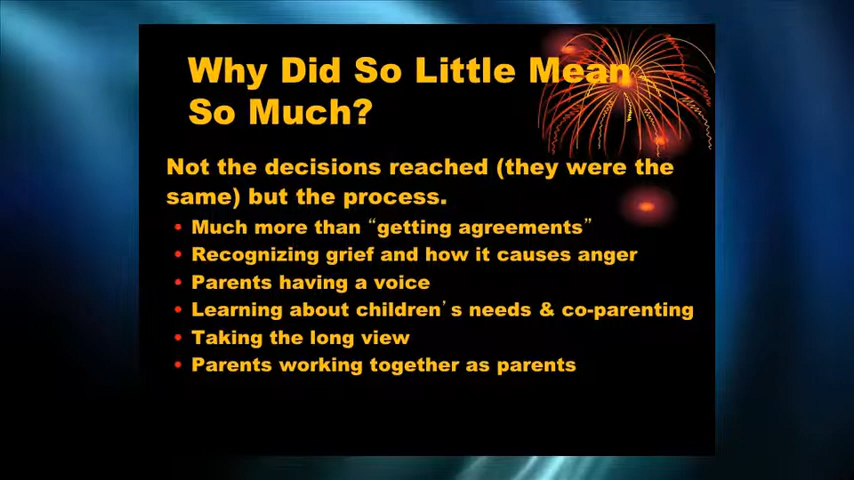 Why Did So Little Mean
So Much?
Not the decisions reached (they were the
same) but the process.
• Much more than “getting agreements”
• Recognizing grief and how it causes anger
• Parents having a voice
• Learning about children’s needs & co-parenting
• Taking the long view
• Parents working together as parents